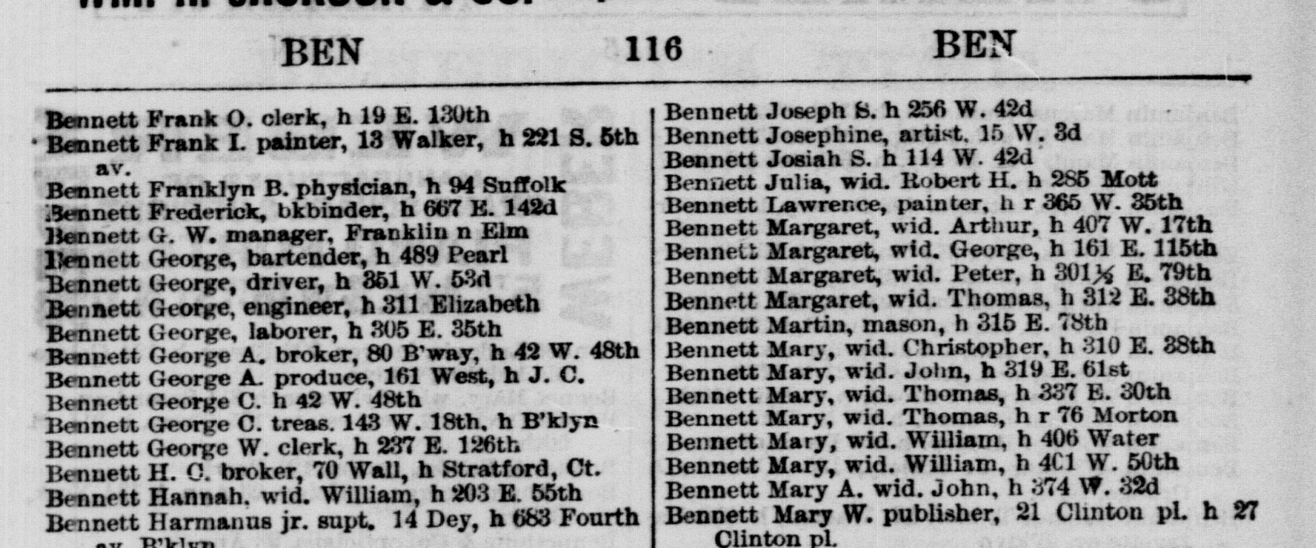 BEN 116 BEN
Bennett Frank O. clerk, h 19 E. 130th
Bennett Frank I. painter, 13 Walker, h 221 S. 5th
av.
Bennett Franklyn B. physician, h 94 Suffolk
Bennett Frederick, bkbinder, h 667 E. 142d
Bennett G. W. manager, Franklin n Elm
Bennett George, bartender, h 489 Pearl
Bennett George, driver, h 351 W. 53d
Bennett George, engineer, h 311 Elizabeth
Bennett George, laborer, h 305 E. 35th
Bennett George A. broker, 80 B'way, h 42 W. 48th
Bennett George A. produce, 161 West, h J. C.
Bennett George C. h 42 W. 48th
Bennett George C. treas. 143 W. 18th, h B'klyn
Bennett George W. clerk, h 237 E. 126th
Bennett H. C. broker, 70 Wall, h Stratford, Ct.
Bennett Hannah, wid. William, h 203 E. 55th
Bennett Harmanus jr. supt. 14 Dey, h 683 Fourth
av. B'klyn
Bennett Joseph S. h 256 W. 42d
Bennett Josephine, artist, 15 W. 3d
Bennett Josiah S. h 114 W. 42d
Bennett Julia, wid. Robert H. h 285 Mott
Bennett Lawrence, painter, h r 365 W. 35th
Bennett Margaret, wid. Arthur, h 407 W. 17th
Bennett Margaret, wid. George, h 161 E. 115th
Bennett Margaret, wid. Peter, h 301½ E. 79th
Bennett Margaret, wid. Thomas, h 312 E. 38th
Bennett Martin, mason, h 315 E. 78th
Bennett Mary, wid. Christopher, h 310 E. 38th
Bennett Mary, wid. John, h 319 E. 61st
Bennett Mary, wid. Thomas, h 337 E. 30th
Bennett Mary, wid. Thomas, h r 76 Morton
Bennett Mary, wid. William, h 406 Water
Bennett Mary, wid. William, h 401 W. 50th
Bennett Mary A. wid. John, h 374 W. 32d
Bennett Mary W. publisher, 21 Clinton pl. h 27
Clinton pl.